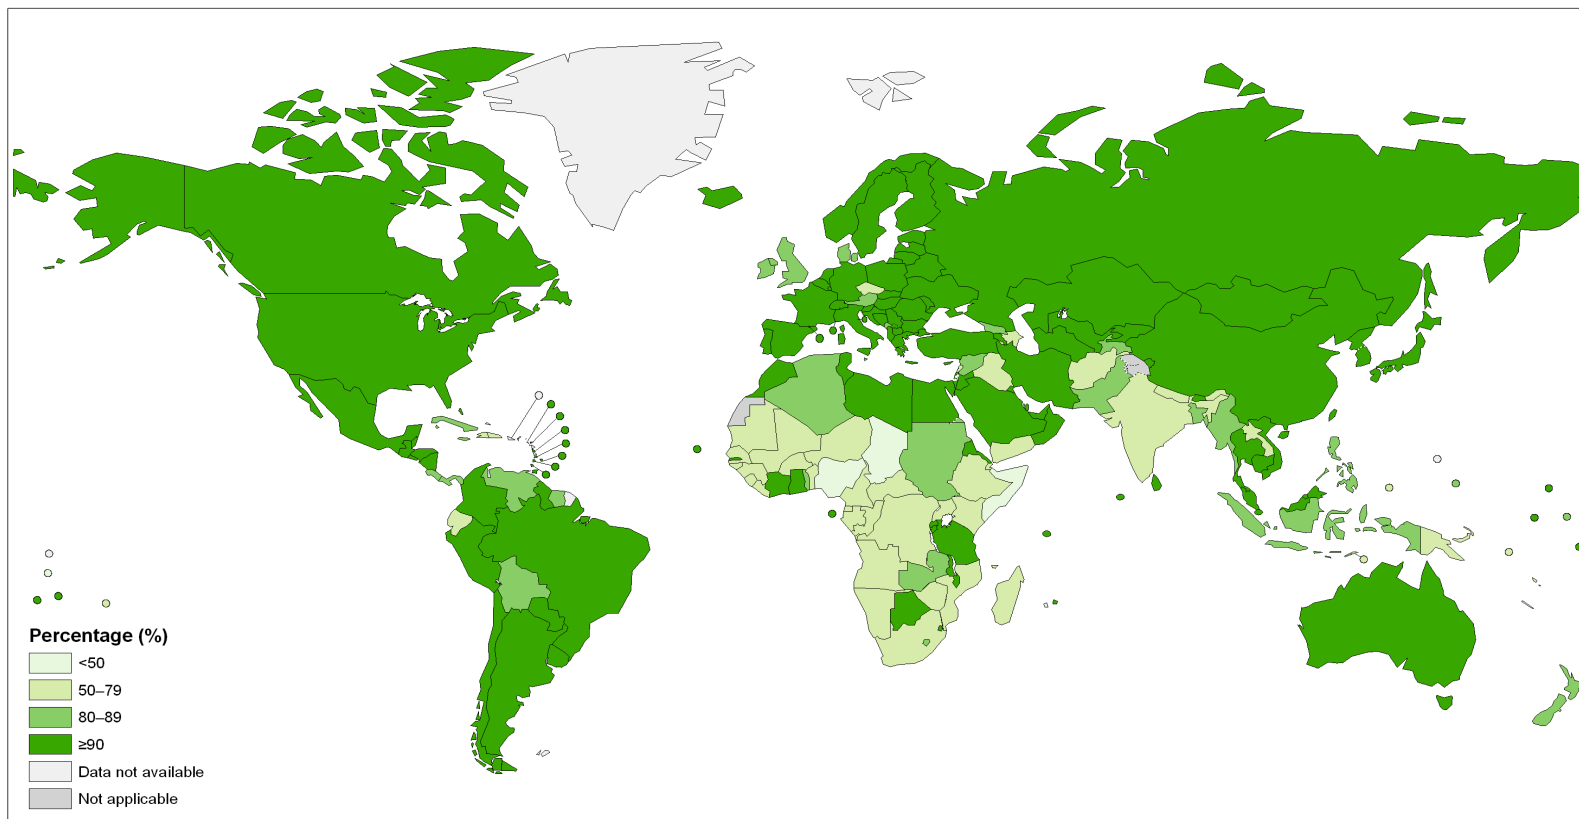 Percentage (%)
<50
50–79
80–89
≥90
Data not available
Not applicable